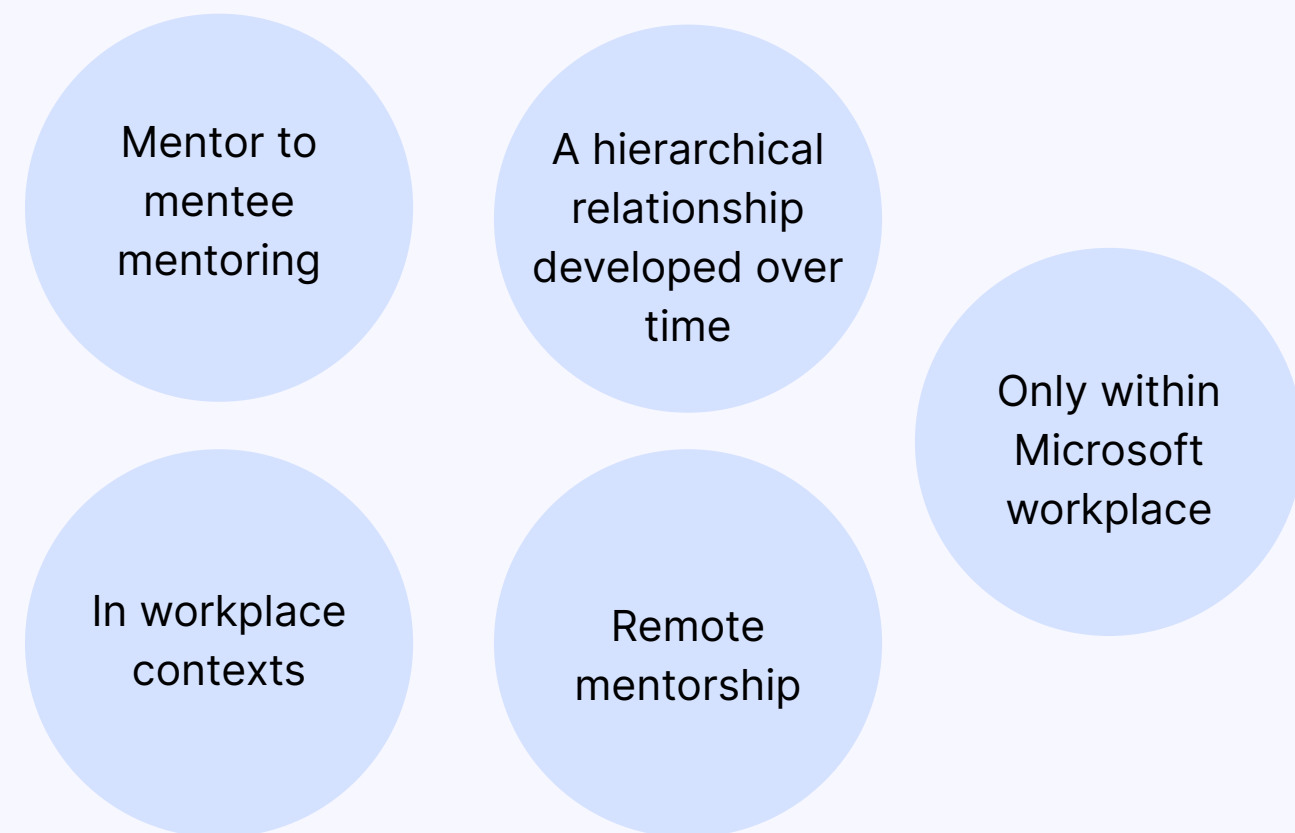 Mentor to
mentee
mentoring
A hierarchical
relationship
developed over
time
Only within
Microsoft
workplace
In workplace
contexts
Remote
mentorship